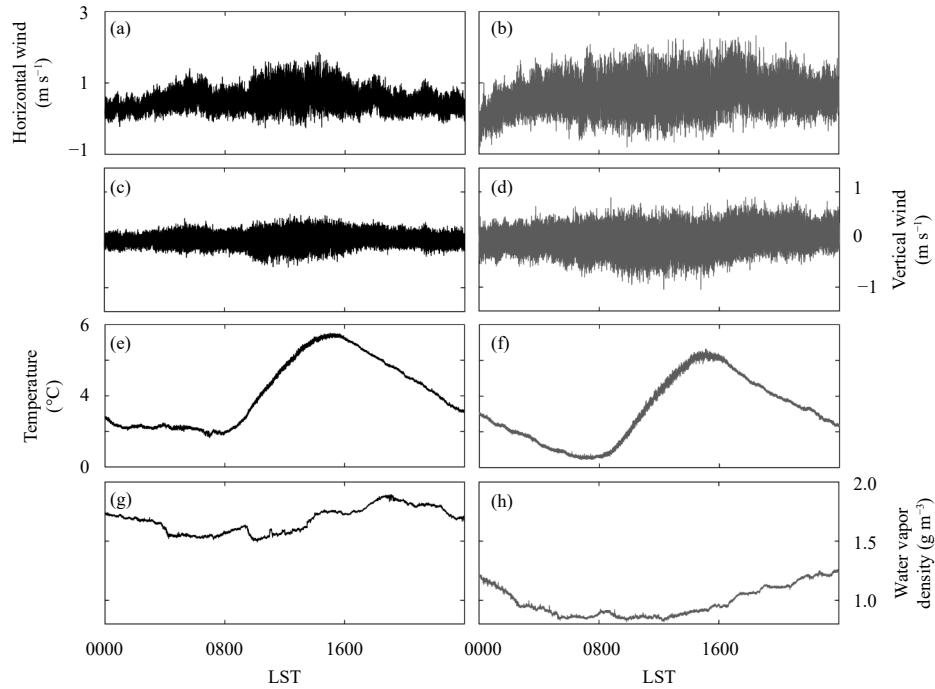 3
(a)
(b)
Horizontal wind
(m s⁻¹)
1
−1
(c)
(d)
1
0
−1
Vertical wind
(m s⁻¹)
6
(e)
(f)
Temperature
(°C)
4
2
0
(g)
(h)
2.0
1.5
1.0
Water vapor
density (g m⁻³)
0000 0800 1600 0000 0800 1600
LST LST